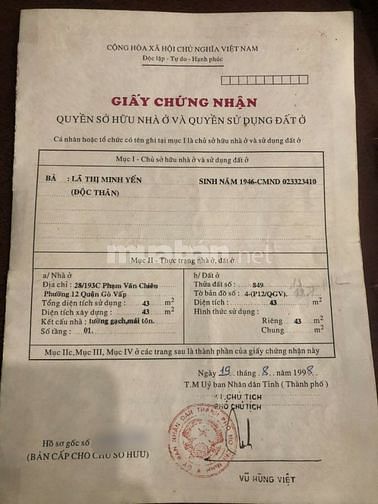 CỘNG HÒA XÃ HỘI CHỦ NGHĨA VIỆT NAM
Độc lập - Tự do - Hạnh phúc
GIẤY CHỨNG NHẬN
QUYỀN SỞ HỮU NHÀ Ở VÀ QUYỀN SỬ DỤNG ĐẤT Ở
Cá nhân hoặc tổ chức có tên ghi tại mục I là chủ sở hữu nhà ở và sử dụng đất ở
Mục I - Chủ sở hữu nhà ở và sử dụng đất ở
BÀ : LÃ THỊ MINH YẾN SINH NĂM 1946-CMND 023323410
(ĐỘC THÂN)
muaban.net
Mục II - Thực trạng nhà ở, đất ở
a/ Nhà ở
Địa chỉ : 28/193C Phạm Văn Chiêu
Phường 12 Quận Gò Vấp
Tổng diện tích sử dụng : 43 m2
Diện tích xây dựng : 43 m2
Kết cấu nhà : tường gạch,mái tôn.
Số tầng : 01.
b/ Đất ở
Thửa đất số : 849
Tờ bản đồ số : 4-(P12/QGV).
Diện tích : 43 m2
Hình thức sử dụng :
Riêng 43 m2
Chung m2
Mục IIc,Mục III, Mục IV ở các trang sau là thành phần của giấy chứng nhận này
Ngày 19 tháng 8 năm 1998
T.M Uỷ ban Nhân dân Tỉnh ( Thành phố )
CHỦ TỊCH
PHÓ CHỦ TỊCH
Hồ sơ gốc số
(BẢN CẤP CHO CHỦ SỞ HỮU)
VŨ HÙNG VIỆT